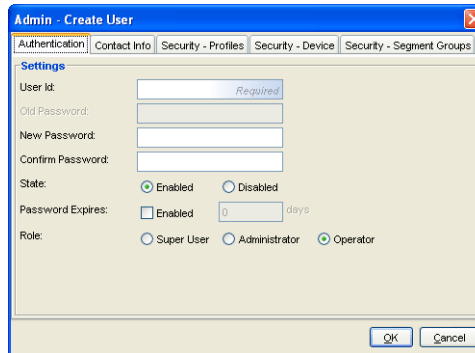 Admin - Create User
Authentication Contact Info Security - Profiles Security - Device Security - Segment Groups
Settings
User Id: Required
Old Password:
New Password:
Confirm Password:
State: Enabled Disabled
Password Expires: Enabled 0 days
Role: Super User Administrator Operator
OK Cancel